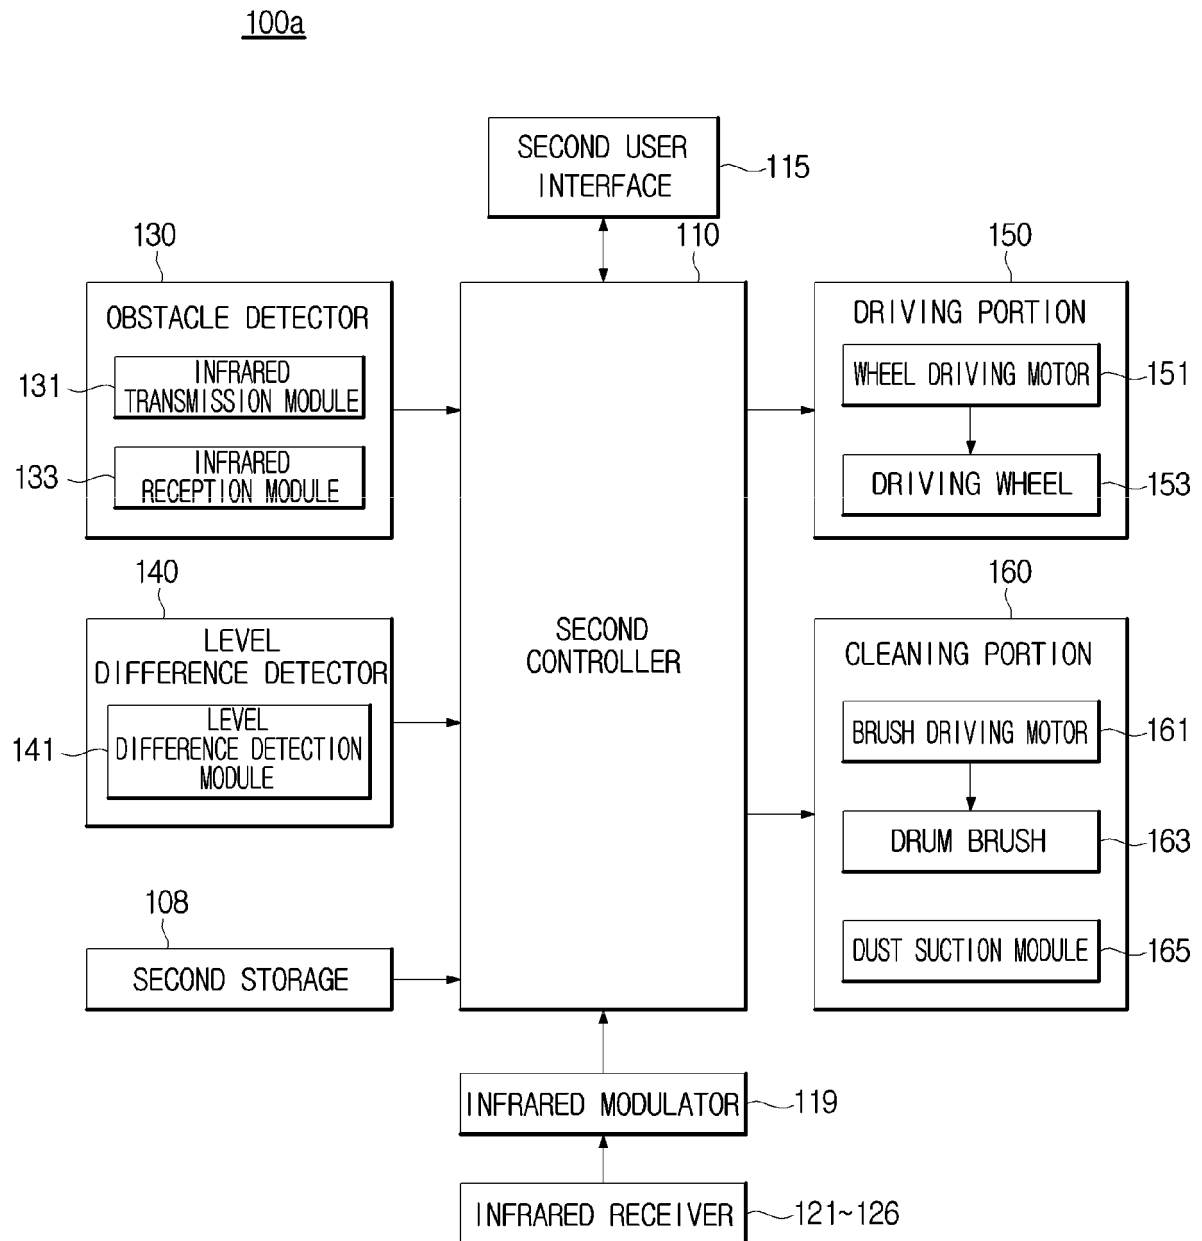 100a
SECOND USER
INTERFACE
115
130
110
150
OBSTACLE DETECTOR
131
INFRARED
TRANSMISSION MODULE
133
INFRARED
RECEPTION MODULE
DRIVING PORTION
WHEEL DRIVING MOTOR
151
DRIVING WHEEL
153
140
LEVEL
DIFFERENCE DETECTOR
141
LEVEL
DIFFERENCE DETECTION
MODULE
SECOND
CONTROLLER
160
CLEANING PORTION
BRUSH DRIVING MOTOR
161
DRUM BRUSH
163
DUST SUCTION MODULE
165
108
SECOND STORAGE
INFRARED MODULATOR
119
INFRARED RECEIVER
121~126